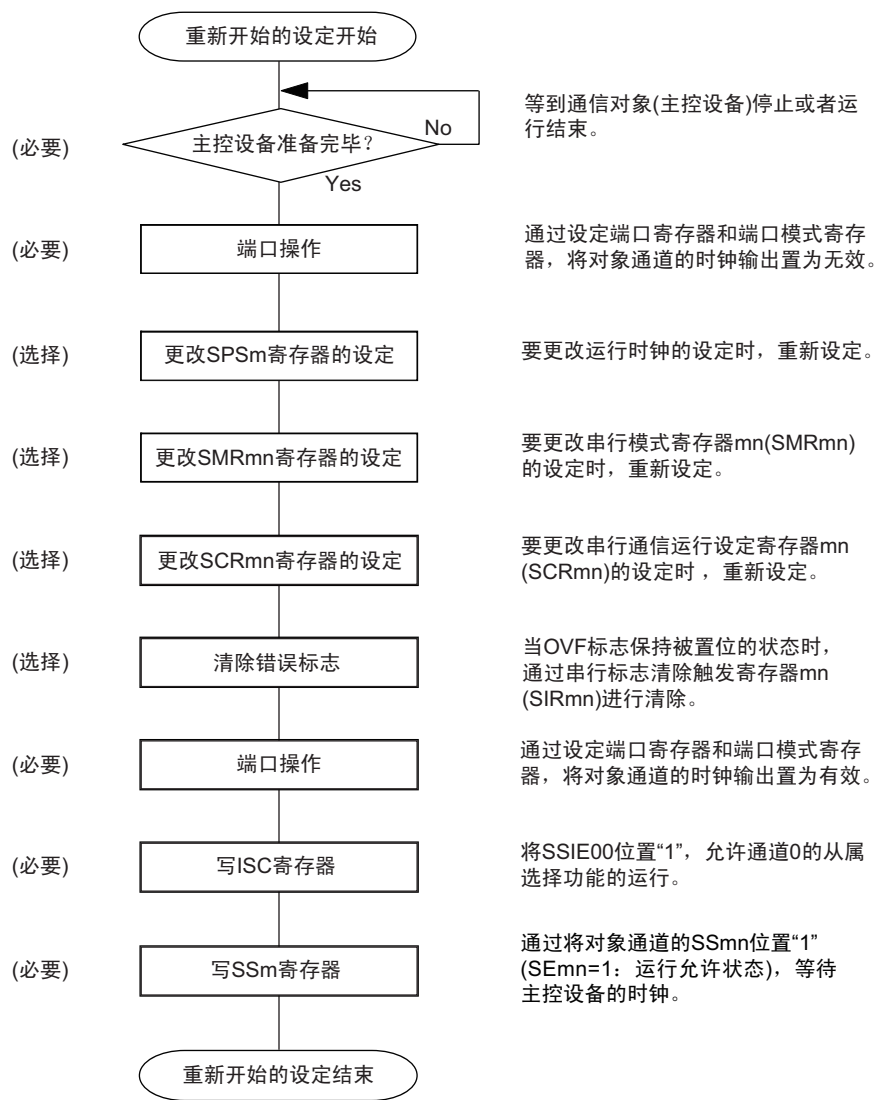 重新开始的设定开始
等到通信对象(主控设备)停止或者运
行结束。
(必要)
主控设备准备完毕？
No
Yes
(必要)
端口操作
通过设定端口寄存器和端口模式寄存
器，将对象通道的时钟输出置为无效。
(选择)
更改SPSm寄存器的设定
要更改运行时钟的设定时，重新设定。
(选择)
更改SMRmn寄存器的设定
要更改串行模式寄存器mn(SMRmn)
的设定时，重新设定。
(选择)
更改SCRmn寄存器的设定
要更改串行通信运行设定寄存器mn
(SCRmn)的设定时，重新设定。
(选择)
清除错误标志
当OVF标志保持被置位的状态时，
通过串行标志清除触发寄存器mn
(SIRmn)进行清除。
(必要)
端口操作
通过设定端口寄存器和端口模式寄存
器，将对象通道的时钟输出置为有效。
(必要)
写ISC寄存器
将SSIE00位置“1”，允许通道0的从属
选择功能的运行。
(必要)
写SSm寄存器
通过将对象通道的SSmn位置“1”
(SEmn=1：运行允许状态)，等待
主控设备的时钟。
重新开始的设定结束